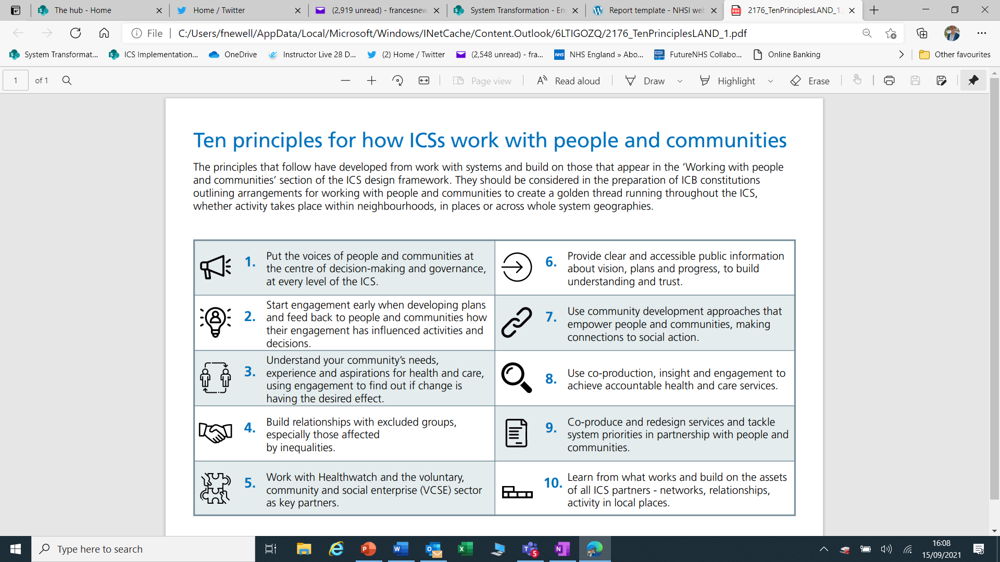 The hub - Home
Home / Twitter
(2,919 unread) - francesnew
System Transformation - En
Report template - NHSI web
2176_TenPrinciplesLAND_1.
File
C:/Users/fnewell/AppData/Local/Microsoft/Windows/INetCache/Content.Outlook/6LTIGOZQ/2176_TenPrinciplesLAND_1.pdf
System Transformat...
ICS Implementation...
OneDrive
Instructor Live 28 D...
(2) Home / Twitter
(2,548 unread) - fra...
NHS England » Abo...
FutureNHS Collabo...
Online Banking
Other favourites
1 of 1
Page view
Read aloud
Draw
Highlight
Erase
Ten principles for how ICSs work with people and communities
The principles that follow have developed from work with systems and build on those that appear in the ‘Working with people
and communities’ section of the ICS design framework. They should be considered in the preparation of ICB constitutions
outlining arrangements for working with people and communities to create a golden thread running throughout the ICS,
whether activity takes place within neighbourhoods, in places or across whole system geographies.
1. Put the voices of people and communities at
the centre of decision-making and governance,
at every level of the ICS.
2. Start engagement early when developing plans
and feed back to people and communities how
their engagement has influenced activities and
decisions.
3. Understand your community’s needs,
experience and aspirations for health and care,
using engagement to find out if change is
having the desired effect.
4. Build relationships with excluded groups,
especially those affected
by inequalities.
5. Work with Healthwatch and the voluntary,
community and social enterprise (VCSE) sector
as key partners.
6. Provide clear and accessible public information
about vision, plans and progress, to build
understanding and trust.
7. Use community development approaches that
empower people and communities, making
connections to social action.
8. Use co-production, insight and engagement to
achieve accountable health and care services.
9. Co-produce and redesign services and tackle
system priorities in partnership with people and
communities.
10. Learn from what works and build on the assets
of all ICS partners - networks, relationships,
activity in local places.
Type here to search
16:08
15/09/2021